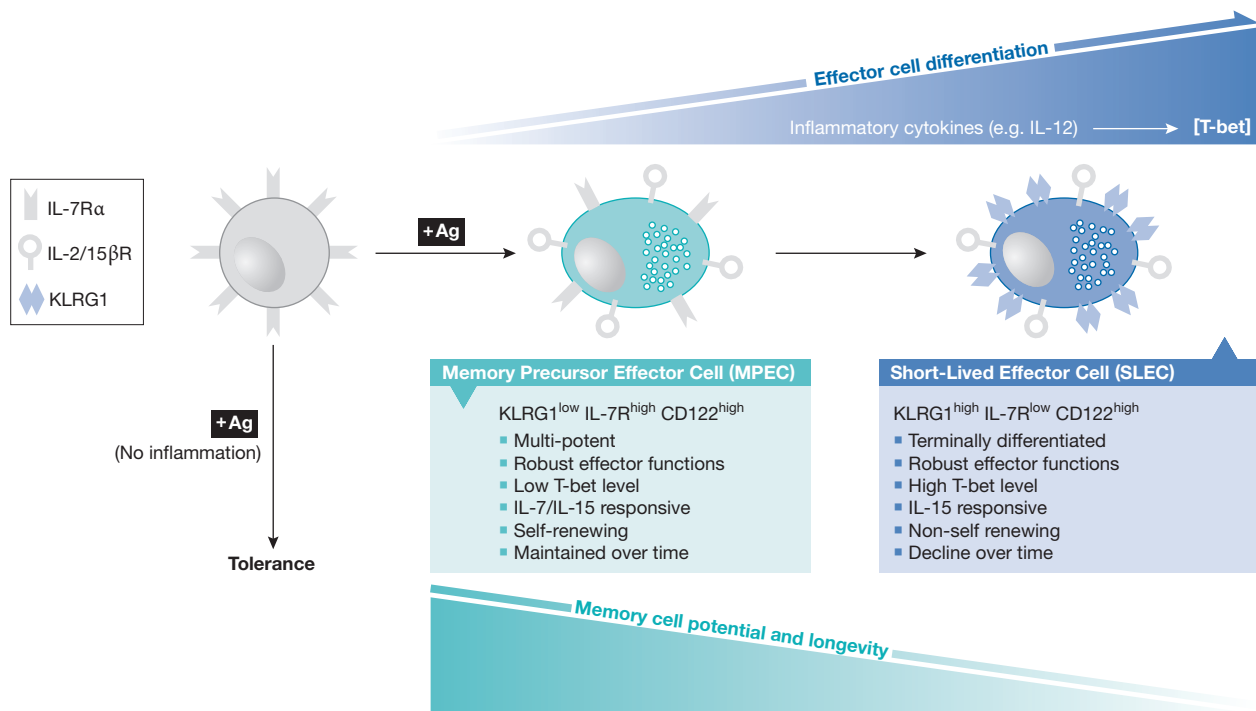 Effector cell differentiation
Inflammatory cytokines (e.g. IL-12)
[T-bet]
IL-7Rα
IL-2/15βR
KLRG1
+Ag
+Ag
(No inflammation)
Tolerance
Memory Precursor Effector Cell (MPEC)
KLRG1low IL-7Rhigh CD122high
Multi-potent
Robust effector functions
Low T-bet level
IL-7/IL-15 responsive
Self-renewing
Maintained over time
Short-Lived Effector Cell (SLEC)
KLRG1high IL-7Rlow CD122high
Terminally differentiated
Robust effector functions
High T-bet level
IL-15 responsive
Non-self renewing
Decline over time
Memory cell potential and longevity